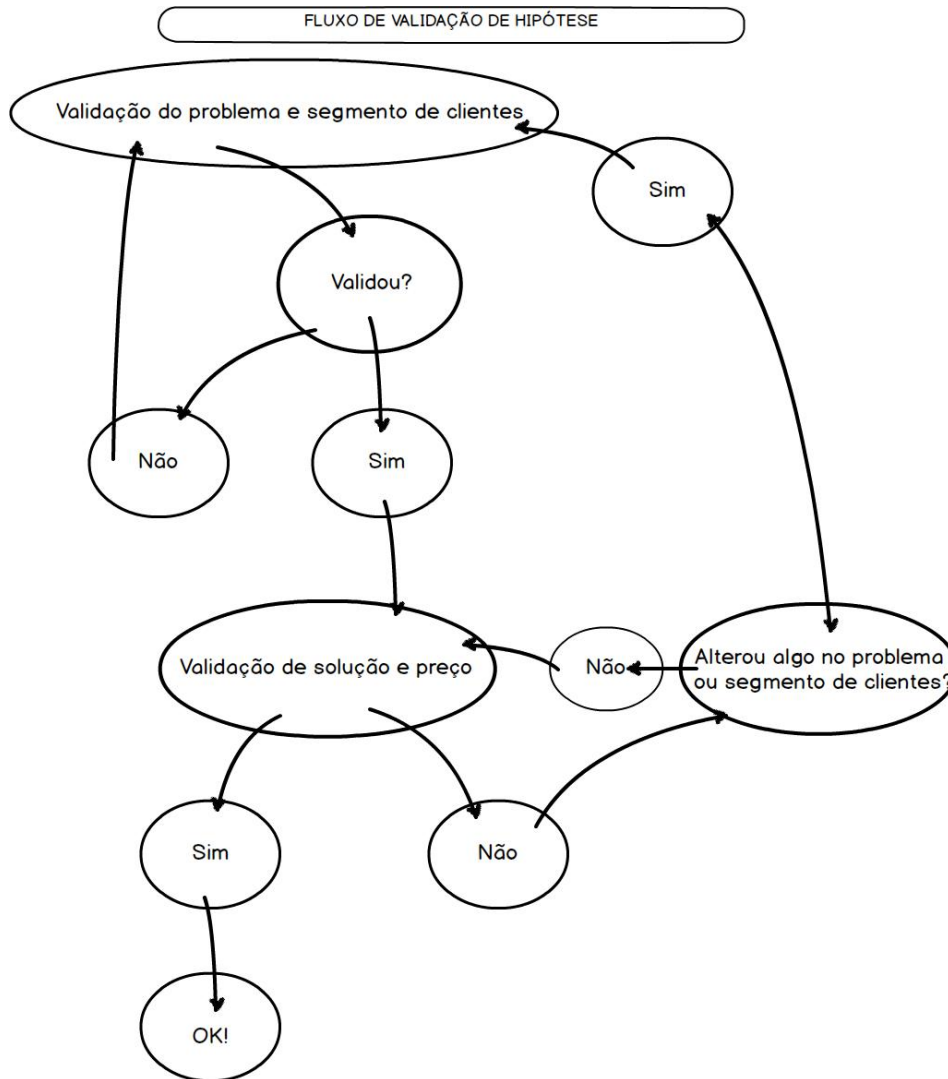 FLUXO DE VALIDAÇÃO DE HIPÓTESE
Validação do problema e segmento de clientes
Sim
Validou?
Não
Sim
Validação de solução e preço
Não
Alterou algo no problema
ou segmento de clientes?
Sim
Não
OK!